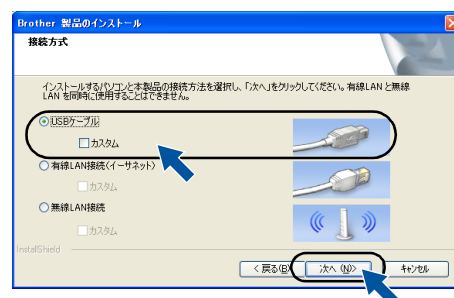 Brother 製品のインストール
接続方式
インストールするパソコンと本製品の接続方法を選択し、「次へ」をクリックしてください。有線LAN と無線
LAN を同時に使用することはできません。
USBケーブル
カスタム
有線LAN接続(イーサネット)
カスタム
無線LAN接続
カスタム
InstallShield
< 戻る(B) 次へ (N)> キャンセル